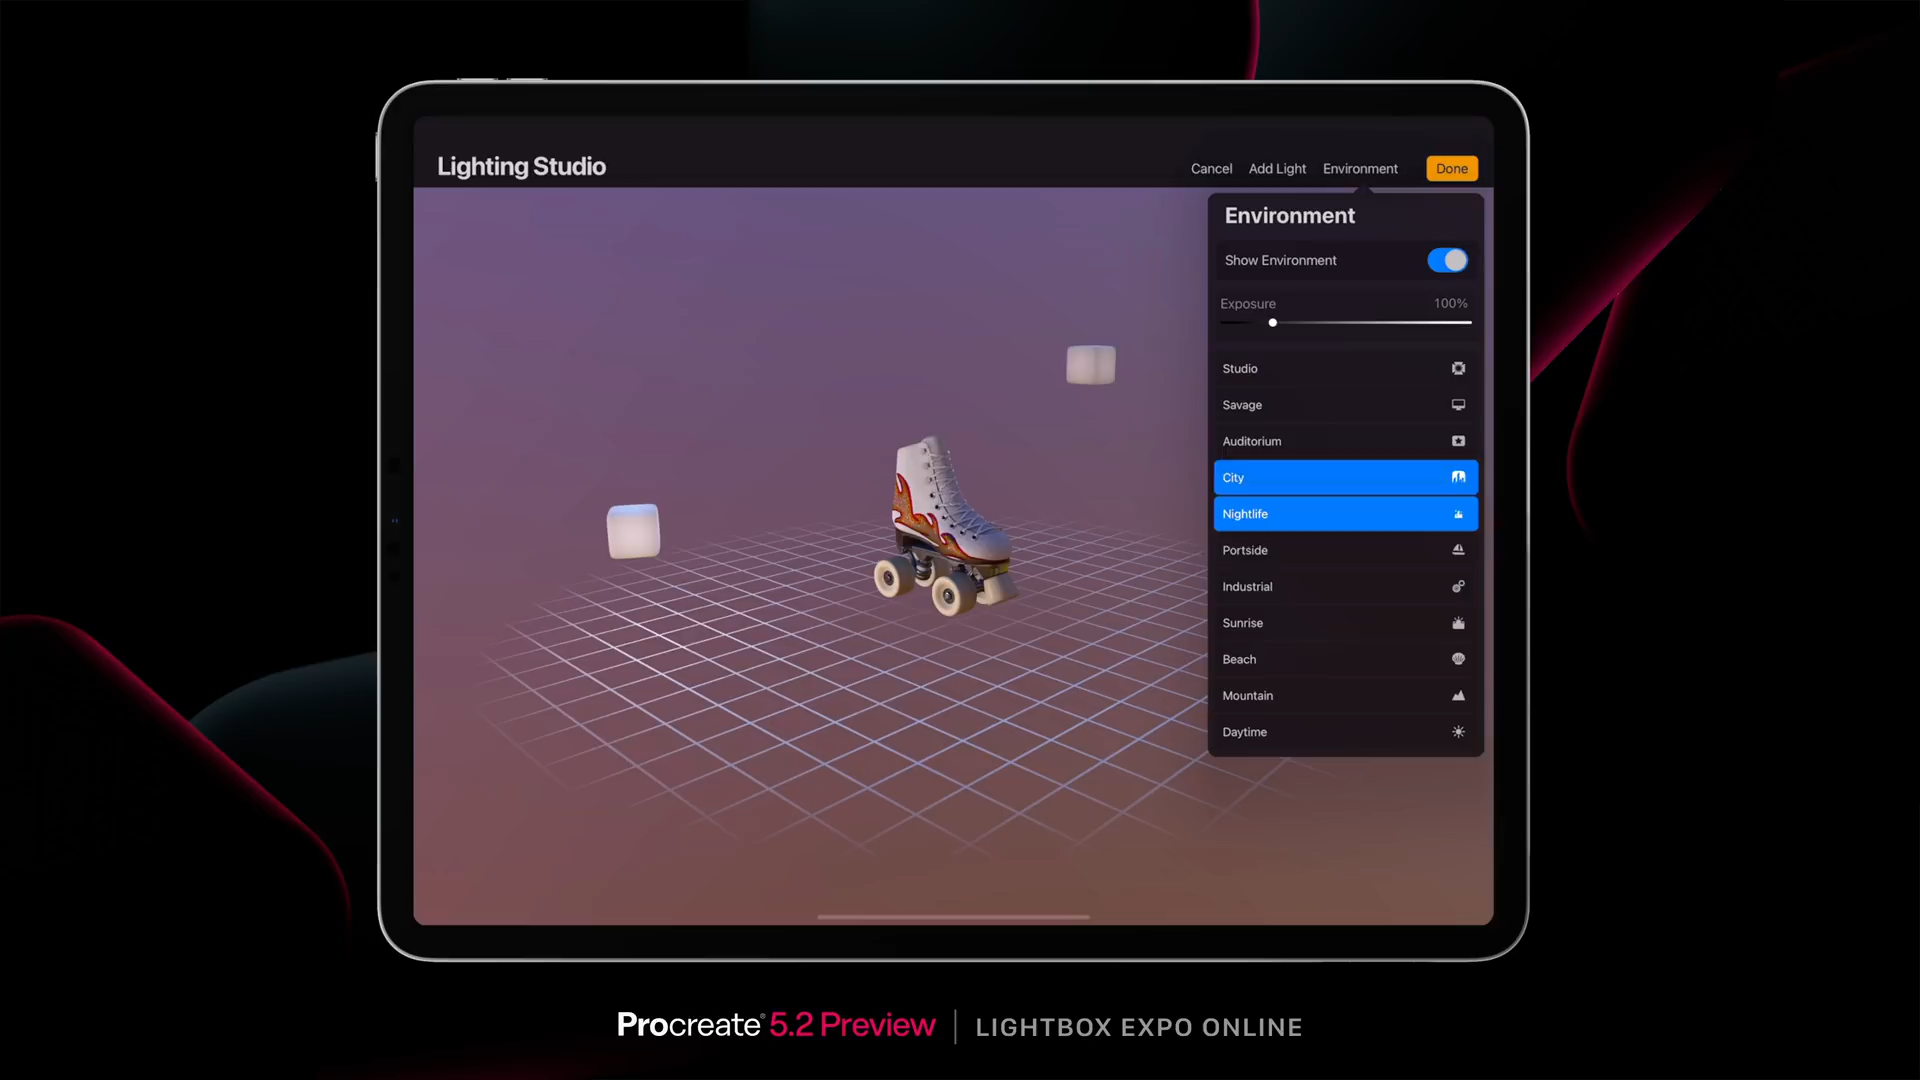 Lighting Studio
Cancel Add Light Environment Done
Environment
Show Environment
Exposure 100%
Studio
Savage
Auditorium
City
Nightlife
Portside
Industrial
Sunrise
Beach
Mountain
Daytime
Procreate® 5.2 Preview | LIGHTBOX EXPO ONLINE